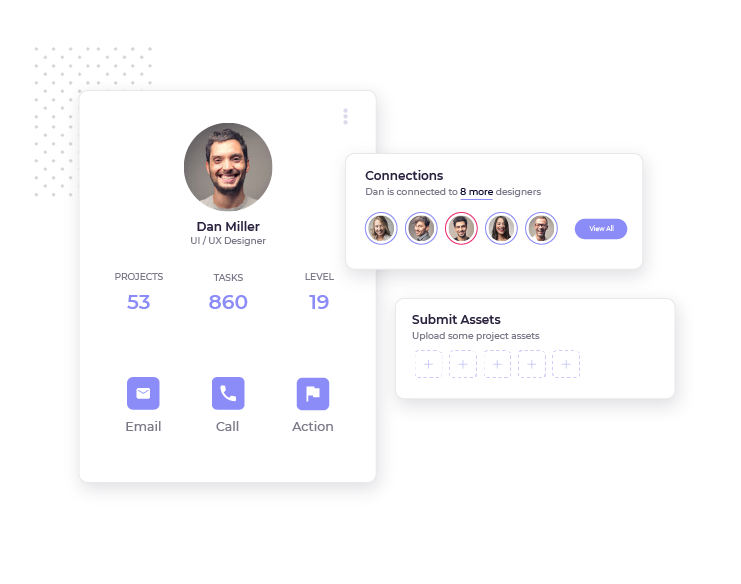 Dan Miller
UI / UX Designer
PROJECTS
TASKS
LEVEL
53
860
19
Email
Call
Action
Connections
Dan is connected to 8 more designers
View All
Submit Assets
Upload some project assets